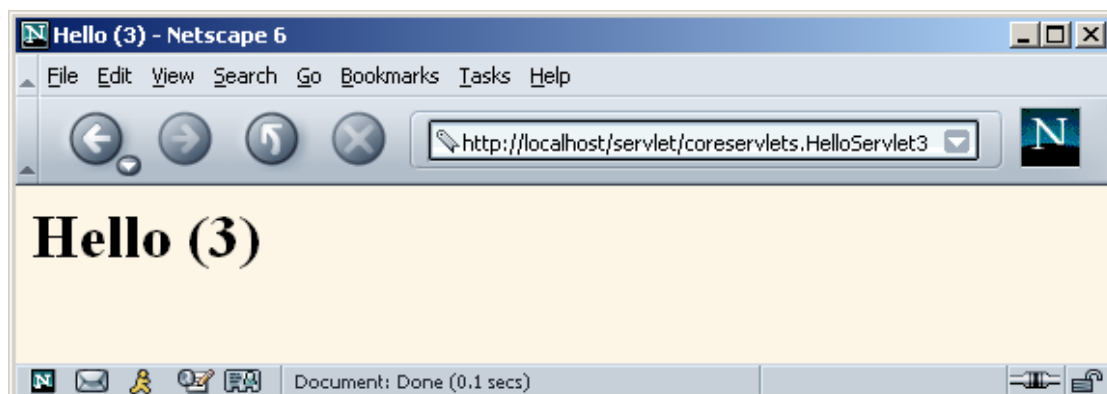 Hello (3) - Netscape 6
File Edit View Search Go Bookmarks Tasks Help
http://localhost/servlet/coreservlets.HelloServlet3
N
Hello (3)
N
Document: Done (0.1 secs)